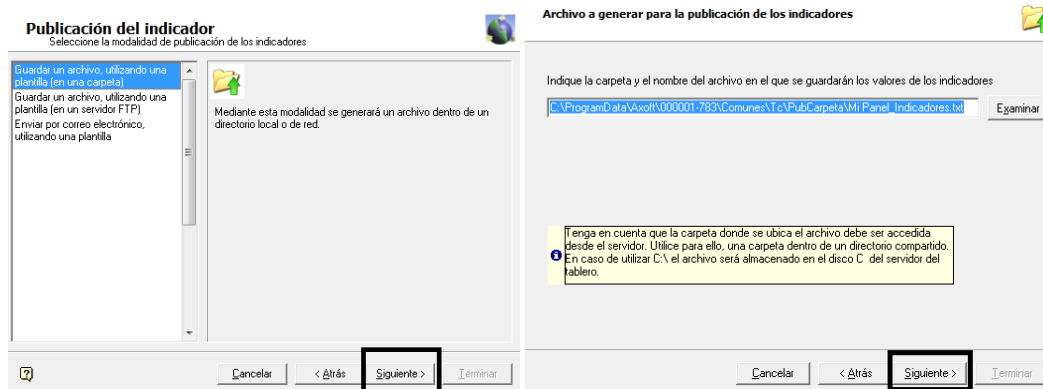 Publicación del indicador
Seleccione la modalidad de publicación de los indicadores
Guardar un archivo, utilizando una
plantilla (en una carpeta)
Guardar un archivo, utilizando una
plantilla (en un servidor FTP)
Enviar por correo electrónico,
utilizando una plantilla
Mediante esta modalidad se generará un archivo dentro de un
directorio local o de red.
Cancelar
< Atrás
Siguiente >
Terminar
Archivo a generar para la publicación de los indicadores
Indique la carpeta y el nombre del archivo en el que se guardarán los valores de los indicadores
C:\ProgramData\Axoft\000001-783\Comunes\Tc\PubCarpeta\Mi Panel_Indicadores.txt
Examinar
Tenga en cuenta que la carpeta donde se ubica el archivo debe ser accedida
desde el servidor. Utilice para ello, una carpeta dentro de un directorio compartido.
En caso de utilizar C:\ el archivo será almacenado en el disco C del servidor del
tablero.
Cancelar
< Atrás
Siguiente >
Terminar